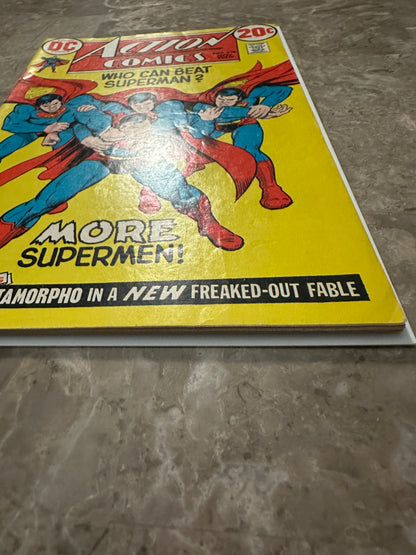 DC
ACTION
COMICS
20¢
WHO CAN BEAT
SUPERMAN?
MORE
SUPERMEN!
TAMORPHO IN A NEW FREAKED-OUT FABLE